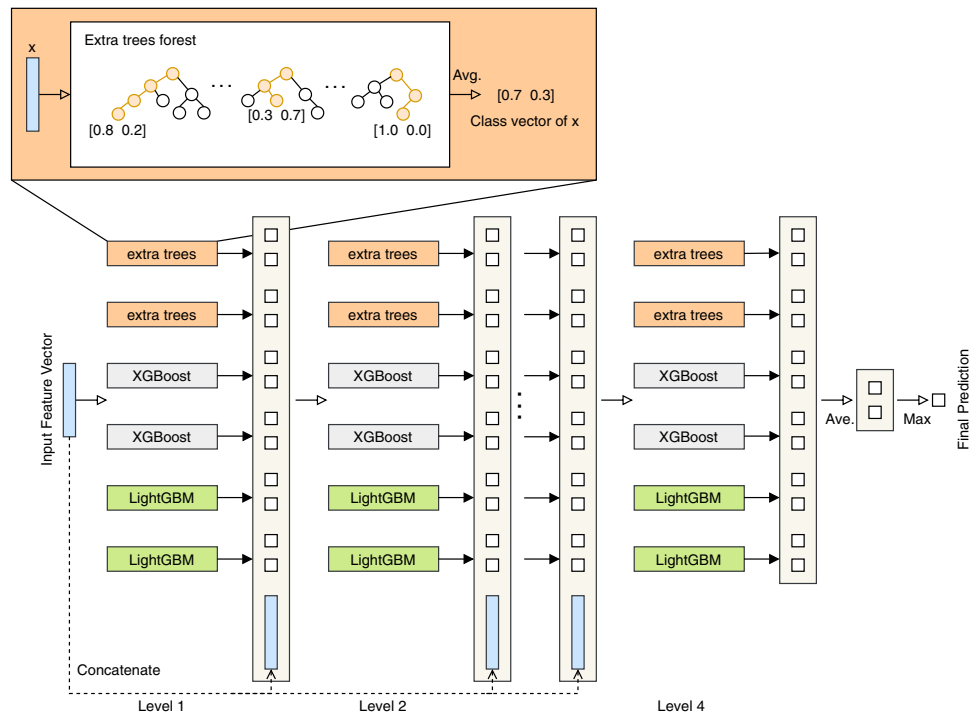 x
Extra trees forest
[0.8 0.2]
[0.3 0.7]
[1.0 0.0]
Avg.
[0.7 0.3]
Class vector of x
extra trees
extra trees
extra trees
extra trees
extra trees
extra trees
Input Feature Vector
XGBoost
XGBoost
XGBoost
XGBoost
XGBoost
XGBoost
Ave.
Max
Final Prediction
LightGBM
LightGBM
LightGBM
LightGBM
LightGBM
LightGBM
Concatenate
Level 1
Level 2
Level 4